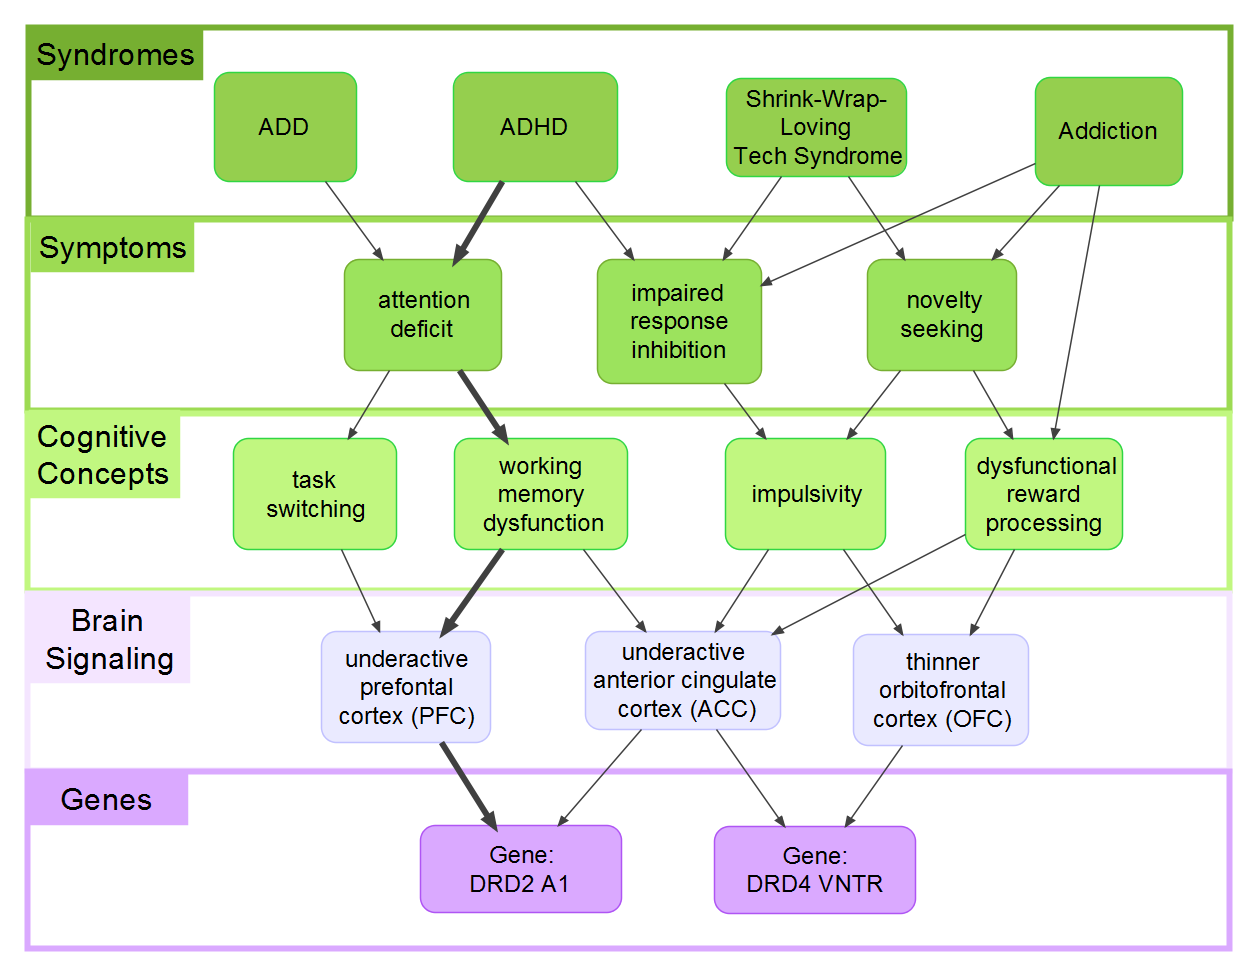 Syndromes
ADD
ADHD
Shrink-Wrap-
Loving
Tech Syndrome
Addiction
Symptoms
attention
deficit
impaired
response
inhibition
novelty
seeking
Cognitive
Concepts
task
switching
working
memory
dysfunction
impulsivity
dysfunctional
reward
processing
Brain
Signaling
underactive
prefontal
cortex (PFC)
underactive
anterior cingulate
cortex (ACC)
thinner
orbitofrontal
cortex (OFC)
Genes
Gene:
DRD2 A1
Gene:
DRD4 VNTR